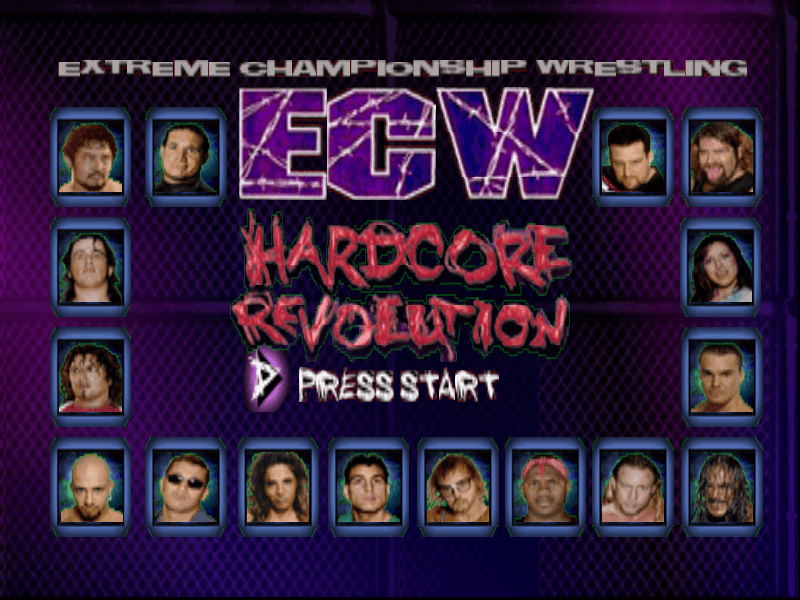 EXTREME CHAMPIONSHIP WRESTLING
ECW
HARDCORE
REVOLUTION
PRESS START